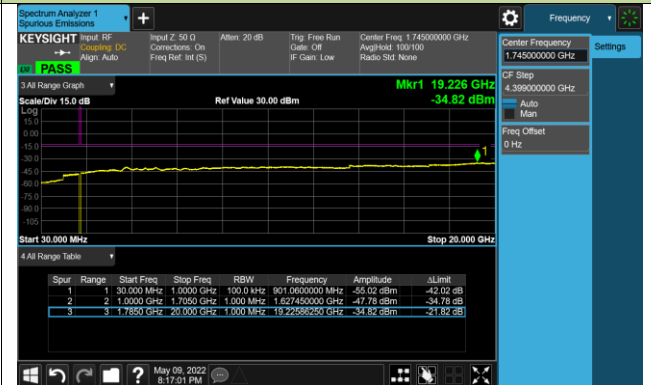 Spectrum Analyzer 1
Spurious Emissions
+
Frequency
KEYSIGHT Input: RF Input Z: 50 Ω Atten: 20 dB Trig: Free Run Center Freq: 1.745000000 GHz
Coupling: DC Corrections: On Gate: Off Avg|Hold: 100/100
Align: Auto Freq Ref: Int (S) IF Gain: Low Radio Std: None
PASS
Center Frequency
1.745000000 GHz
Settings
CF Step
4.399000000 GHz
Auto
Man
Freq Offset
0 Hz
3 All Range Graph
Mkr1 19.226 GHz
Scale/Div 15.0 dB Ref Value 30.00 dBm -34.82 dBm
Log
15.0
0.00
-15.0
-30.0
-45.0
-60.0
-75.0
-90.0
-105
1
Start 30.000 MHz Stop 20.000 GHz
4 All Range Table
Spur Range Start Freq Stop Freq RBW Frequency Amplitude ΔLimit
1 1 30.000 MHz 1.0000 GHz 100.0 kHz 901.0600000 MHz -55.02 dBm -42.02 dB
2 2 1.0000 GHz 1.7050 GHz 1.000 MHz 1.627450000 GHz -47.78 dBm -34.78 dB
3 3 1.7850 GHz 20.000 GHz 1.000 MHz 19.22586250 GHz -34.82 dBm -21.82 dB
? May 09, 2022
8:17:01 PM